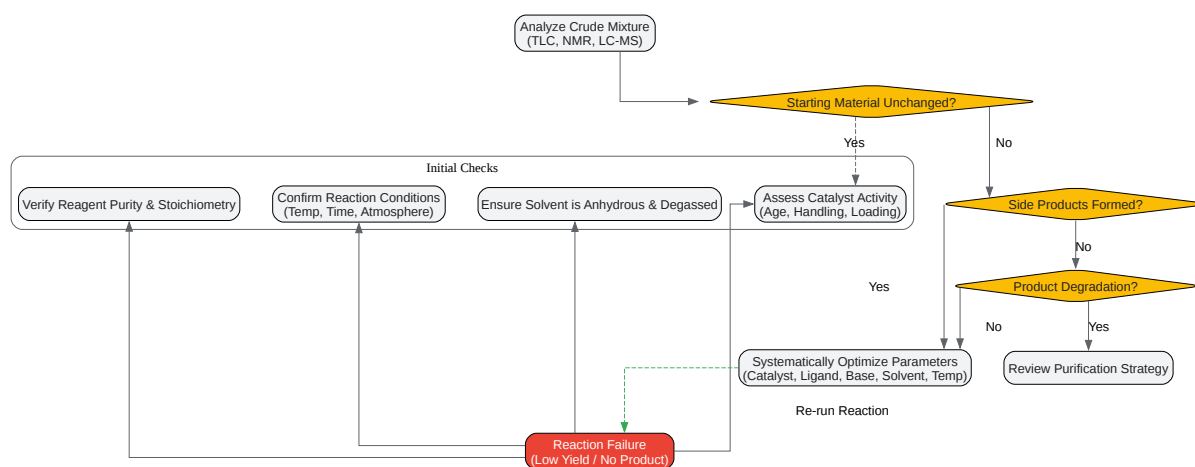 Analyze Crude Mixture
(TLC, NMR, LC-MS)
Starting Material Unchanged?
Yes
No
Initial Checks
Verify Reagent Purity & Stoichiometry
Confirm Reaction Conditions
(Temp, Time, Atmosphere)
Ensure Solvent is Anhydrous & Degassed
Assess Catalyst Activity
(Age, Handling, Loading)
Side Products Formed?
No
Product Degradation?
Yes
No
Yes
Systematically Optimize Parameters
(Catalyst, Ligand, Base, Solvent, Temp)
Review Purification Strategy
Re-run Reaction
Reaction Failure
(Low Yield / No Product)